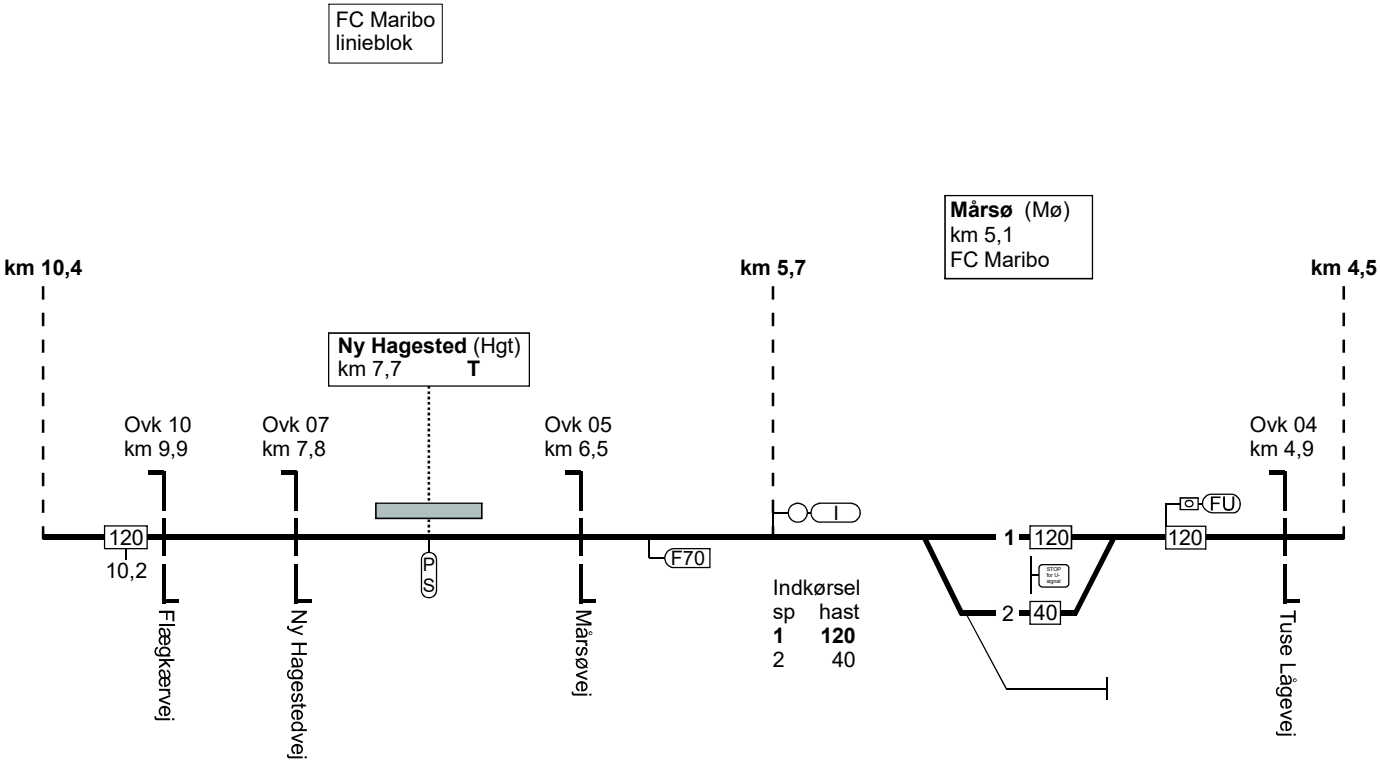 FC Maribo
linieblok
Mårsø (Mø)
km 5,1
FC Maribo
km 10,4
km 5,7
km 4,5
Ny Hagested (Hgt)
km 7,7 T
Ovk 10
km 9,9
Ovk 07
km 7,8
Ovk 05
km 6,5
Ovk 04
km 4,9
I
FU
120
10,2
P
S
F70
1 120
120
STOP
for U-
signal
2 40
Indkørsel
sp hast
1 120
2 40
Flægkærvej
Ny Hagestedvej
Mårsøvej
Tuse Lågevej